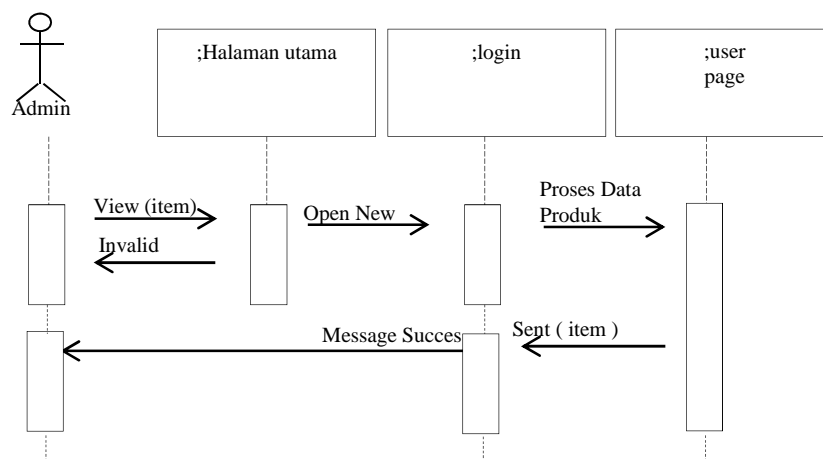 ;Halaman utama
;login
;user
page
Admin
View (item)
Open New
Proses Data
Produk
Invalid
Message Succes
Sent ( item )